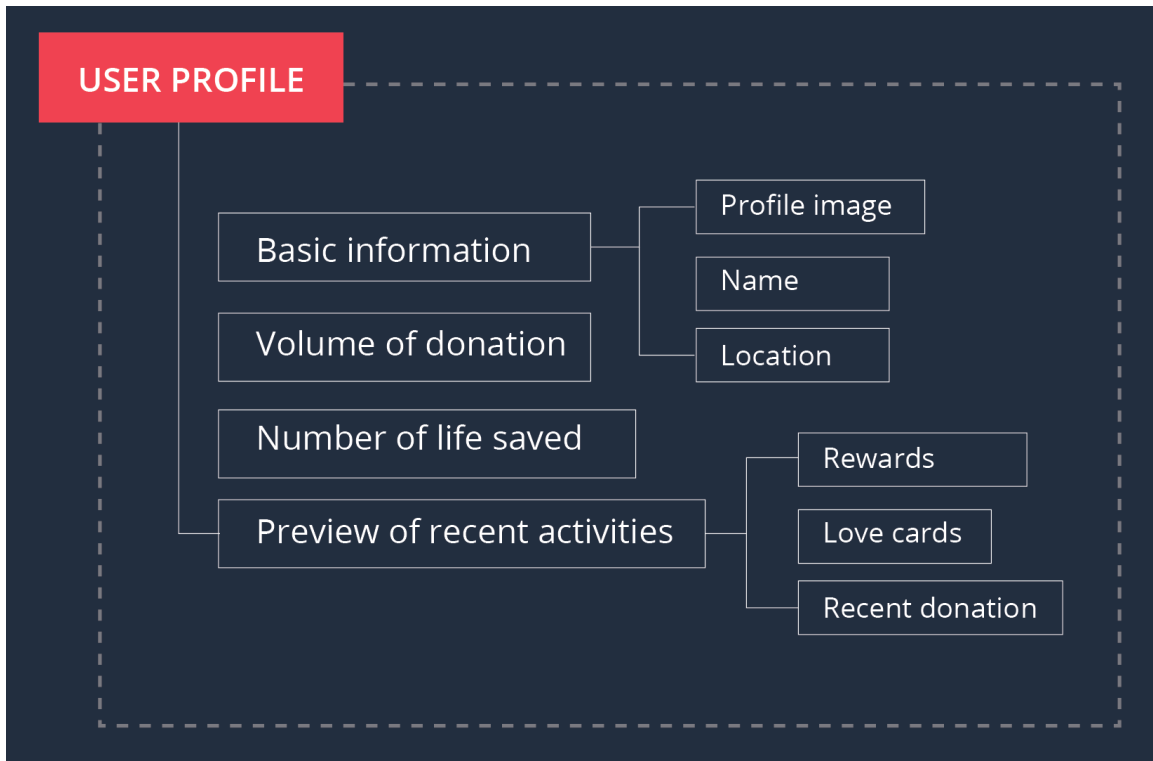 USER PROFILE
Basic information
Profile image
Name
Location
Volume of donation
Number of life saved
Preview of recent activities
Rewards
Love cards
Recent donation